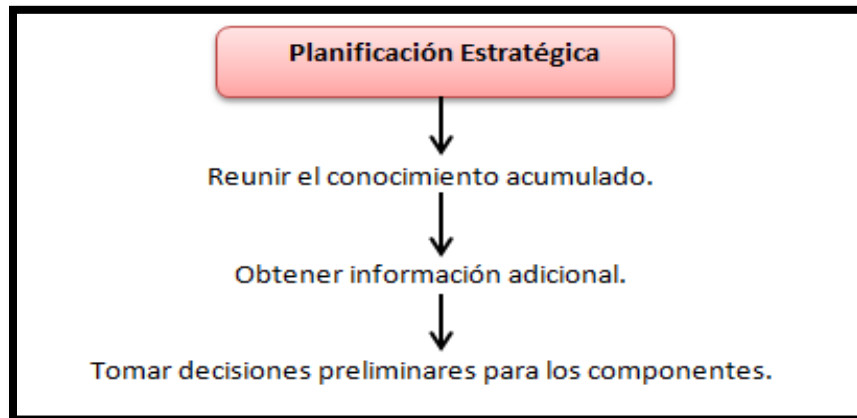 Planificación Estratégica
Reunir el conocimiento acumulado.
Obtener información adicional.
Tomar decisiones preliminares para los componentes.